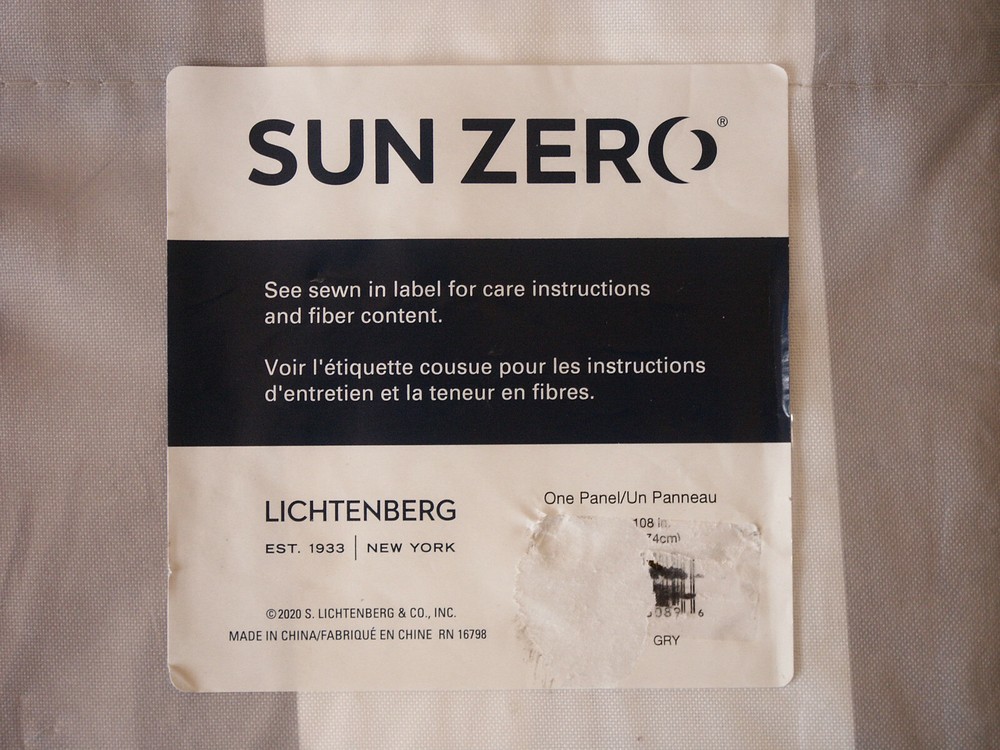 SUN ZERO®
See sewn in label for care instructions
and fiber content.
Voir l'étiquette cousue pour les instructions
d'entretien et la teneur en fibres.
LICHTENBERG
EST. 1933 | NEW YORK
©2020 S. LICHTENBERG & CO., INC.
MADE IN CHINA/FABRIQUÉ EN CHINE RN 16798
One Panel/Un Panneau
108 in.
74cm)
6
GRY